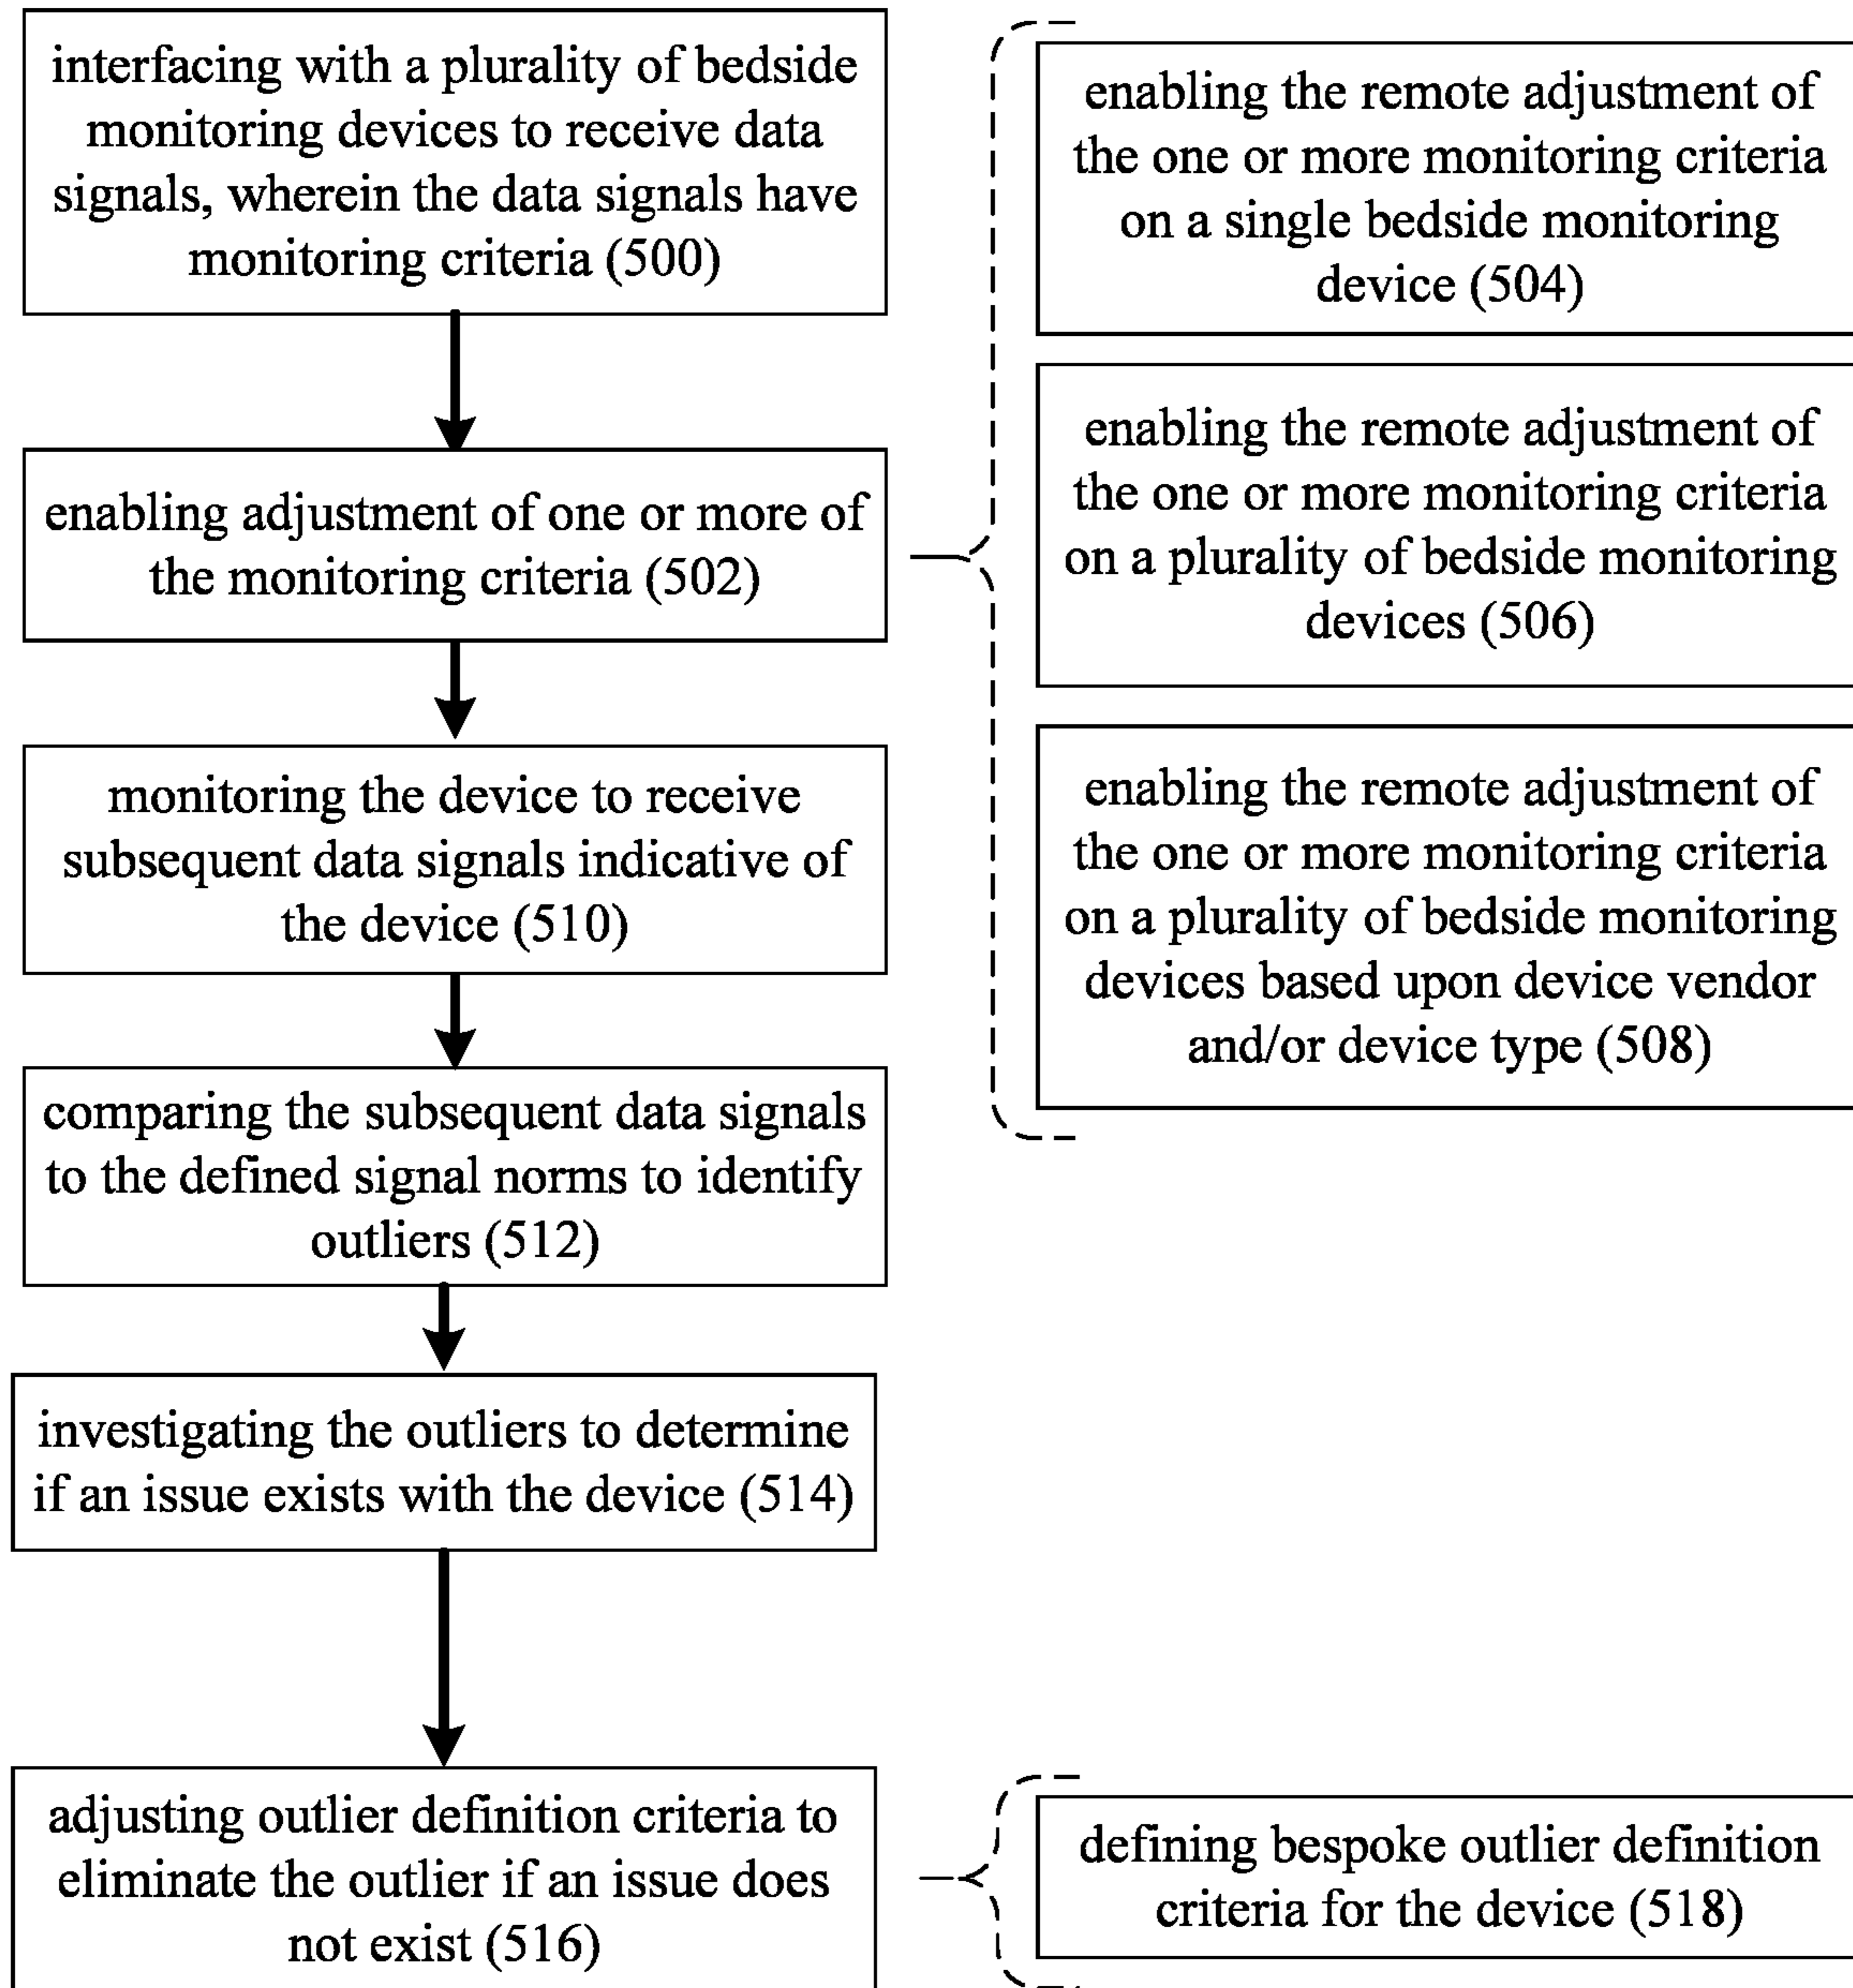 interfacing with a plurality of bedside
monitoring devices to receive data
signals, wherein the data signals have
monitoring criteria (500)
enabling adjustment of one or more of
the monitoring criteria (502)
enabling the remote adjustment of
the one or more monitoring criteria
on a single bedside monitoring
device (504)
enabling the remote adjustment of
the one or more monitoring criteria
on a plurality of bedside monitoring
devices (506)
enabling the remote adjustment of
the one or more monitoring criteria
on a plurality of bedside monitoring
devices based upon device vendor
and/or device type (508)
monitoring the device to receive
subsequent data signals indicative of
the device (510)
comparing the subsequent data signals
to the defined signal norms to identify
outliers (512)
investigating the outliers to determine
if an issue exists with the device (514)
adjusting outlier definition criteria to
eliminate the outlier if an issue does
not exist (516)
defining bespoke outlier definition
criteria for the device (518)